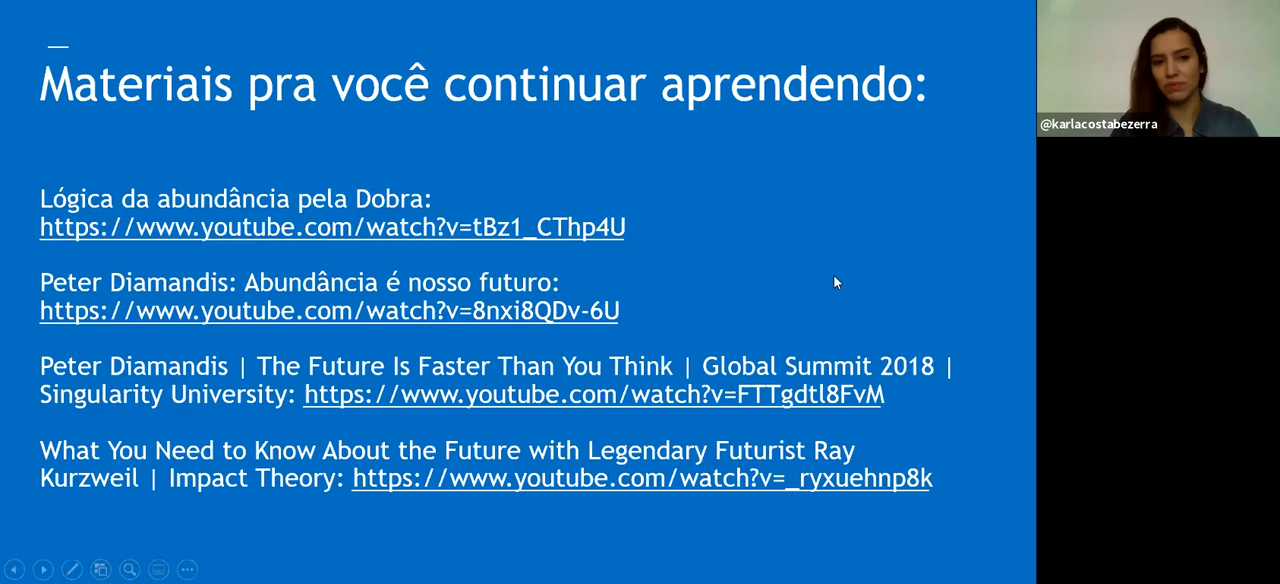 Materiais pra você continuar aprendendo:
@karlacostabezerra
Lógica da abundância pela Dobra:
https://www.youtube.com/watch?v=tBz1_CThp4U
Peter Diamandis: Abundância é nosso futuro:
https://www.youtube.com/watch?v=8nxi8QDv-6U
Peter Diamandis | The Future Is Faster Than You Think | Global Summit 2018 |
Singularity University: https://www.youtube.com/watch?v=FTTgdtl8FvM
What You Need to Know About the Future with Legendary Futurist Ray
Kurzweil | Impact Theory: https://www.youtube.com/watch?v=_ryxuehnp8k